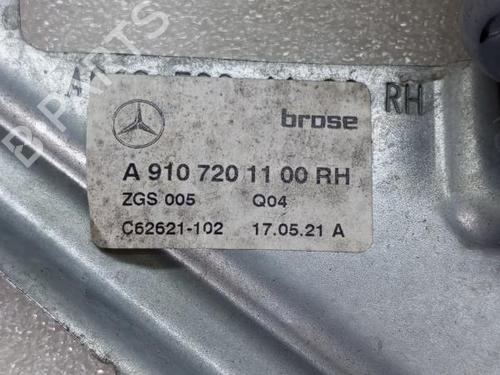 RH
brose
A 910 720 11 00 RH
ZGS 005 Q04
C62621-102 17.05.21 A